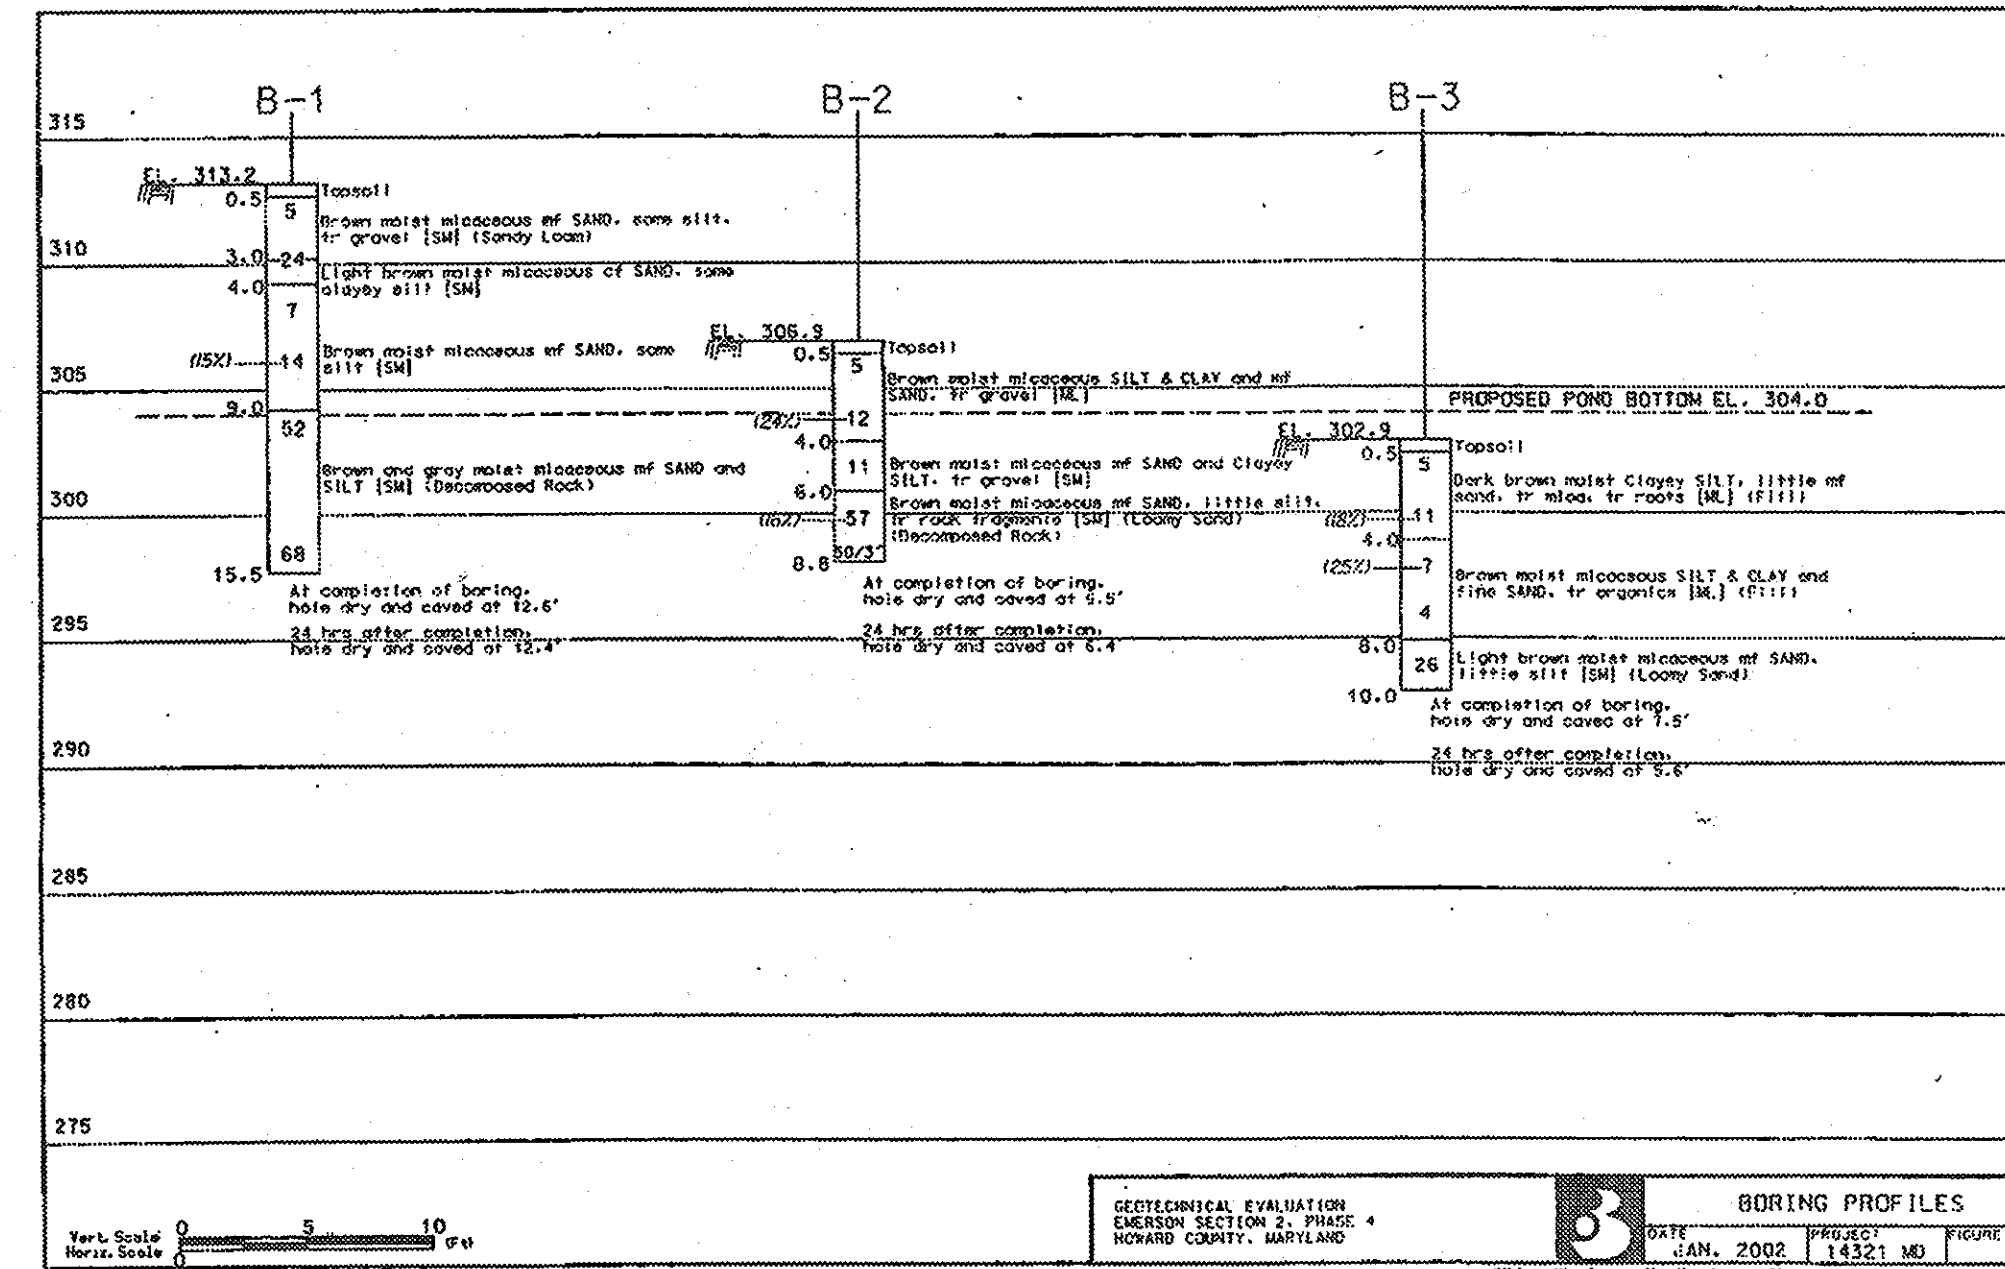 B-1
B-2
B-3
315
EL. 313.2
0.5
5
Topsoil
Brown moist micaceous mf SAND, some silt,
tr gravel [SM] (Sandy Loam)
310
3.0
24
Light brown moist micaceous cf SAND, some
clayey silt [SM]
4.0
7
(15%)
14
Brown moist micaceous mf SAND, some
silt [SM]
305
9.0
52
Brown and gray moist micaceous mf SAND and
SILT [SM] (Decomposed Rock)
68
15.5
At completion of boring,
hole dry and caved at 12.6'
24 hrs after completion,
hole dry and caved at 12.4'
EL. 306.9
0.5
5
Topsoil
Brown moist micaceous SILT & CLAY and mf
SAND, tr gravel [ML]
(24%)
12
4.0
11
Brown moist micaceous mf SAND and Clayey
SILT, tr gravel [SM]
6.0
Brown moist micaceous mf SAND, little silt,
tr rock fragments [SM] (Loamy Sand)
(Decomposed Rock)
(16%)
57
50/3"
8.8
At completion of boring,
hole dry and caved at
24 hrs after completion,
hole dry and caved at 6.4'
PROPOSED POND BOTTOM EL. 304.0
EL. 302.9
0.5
5
Topsoil
Dark brown moist Clayey SILT, little mf
sand, tr mica, tr roots [ML] (Fill)
(18%)
11
4.0
(25%)
7
Brown moist micacsous SILT & CLAY and
fine SAND, tr organics [ML] (Fill)
4
8.0
26
Light brown moist micaceous mf SAND,
little silt [SM] (Loamy Sand)
10.0
At completion of boring,
hole dry and caved at 7.5'
24 hrs after completion,
hole dry and caved at 5.6'
300
295
290
285
280
275
Vert. Scale
Horiz. Scale
0 5 10 (Ft)
0
GEOTECHNICAL EVALUATION
EMERSON SECTION 2, PHASE 4
HOWARD COUNTY, MARYLAND
3
BORING PROFILES
DATE
JAN. 2002
PROJECT
14321 MD
FIGURE